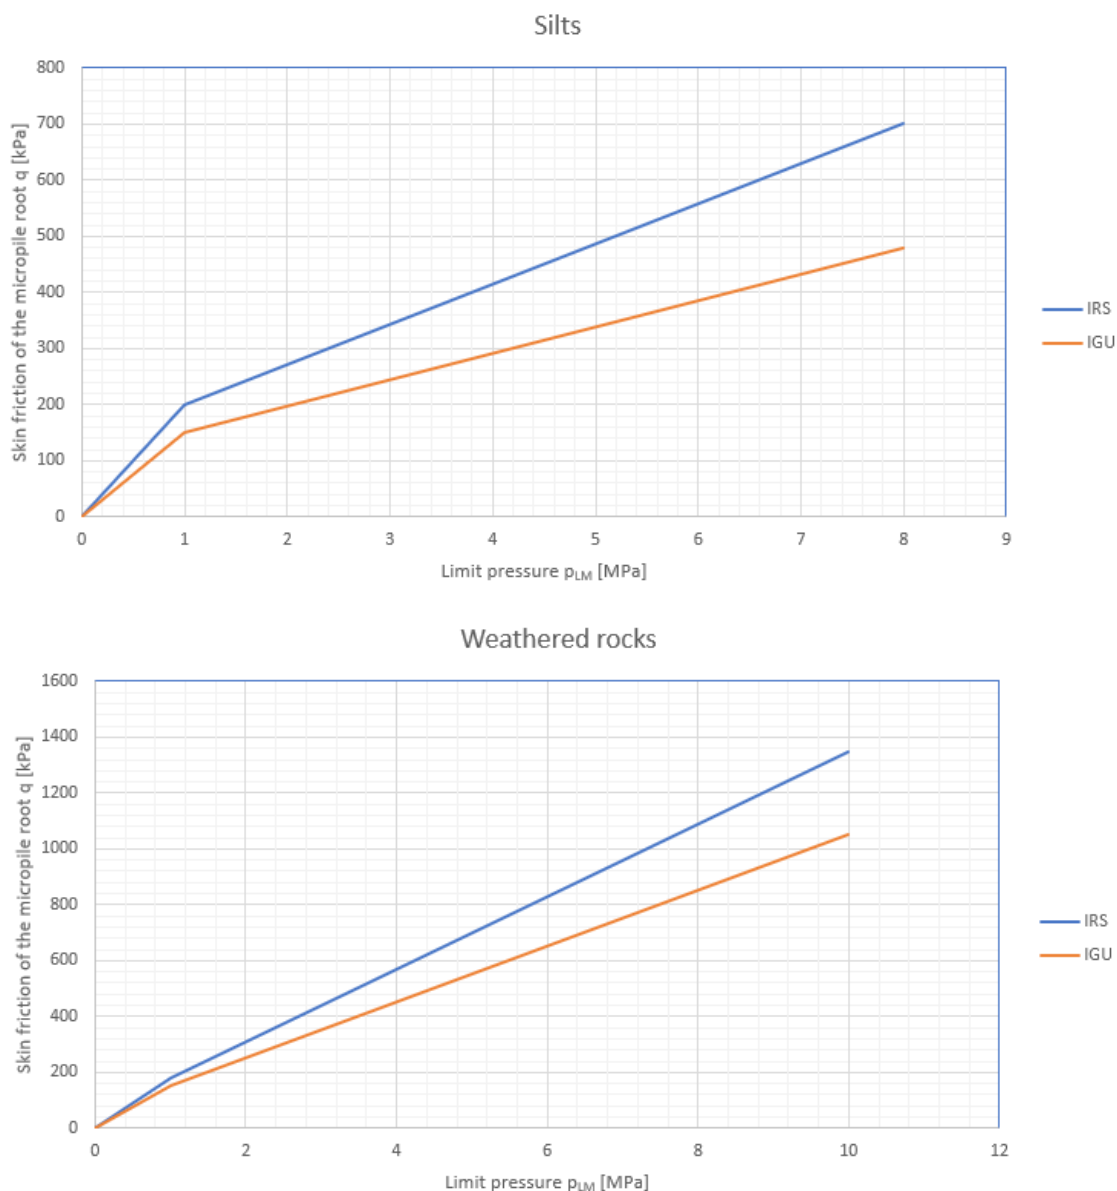 Silts
Skin friction of the micropile root q [kPa]
800
700
600
500
400
300
200
100
0
0 1 2 3 4 5 6 7 8 9
Limit pressure pLM [MPa]
IRS
IGU
Weathered rocks
Skin friction of the micropile root q [kPa]
1600
1400
1200
1000
800
600
400
200
0
0 2 4 6 8 10 12
Limit pressure pLM [MPa]
IRS
IGU